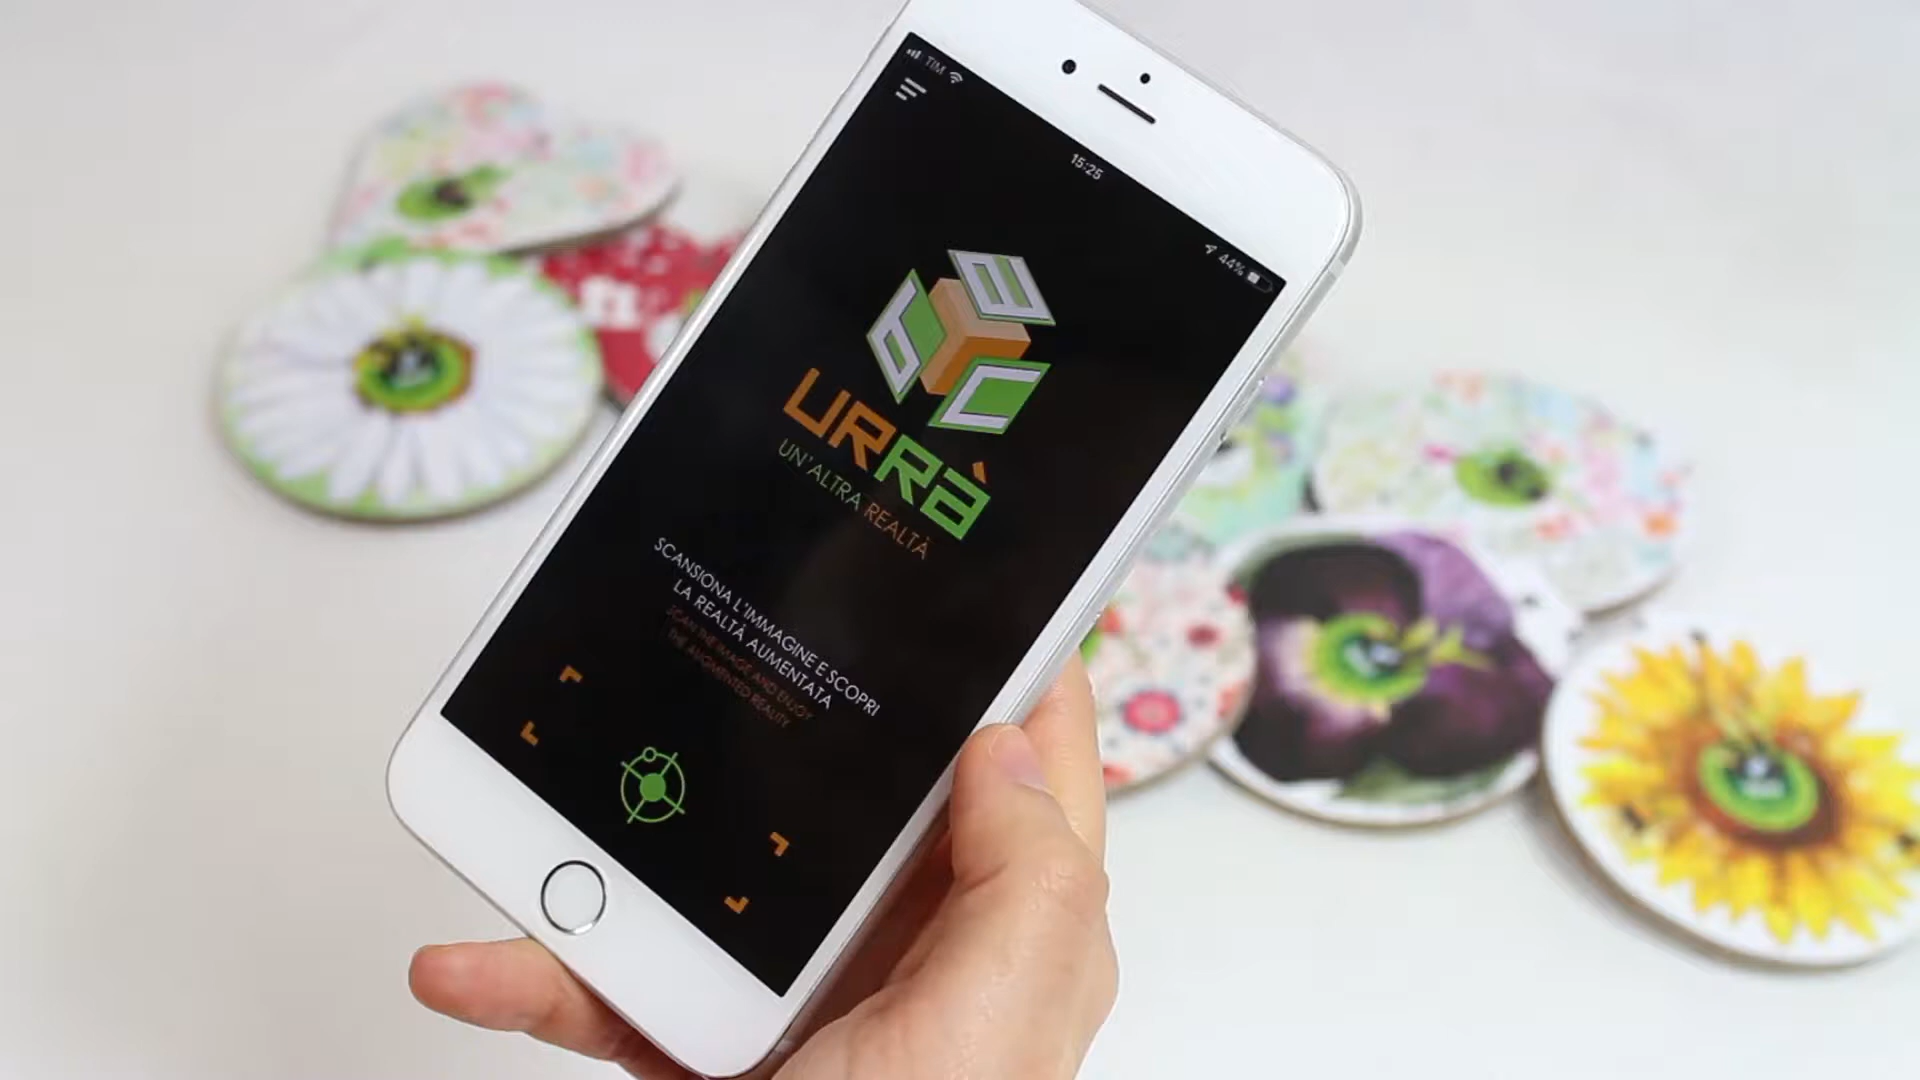 TIM
15:25
44%
URRà
UN'ALTRA REALTÀ
SCANSIONA L'IMMAGINE E SCOPRI
LA REALTÀ AUMENTATA
SCAN THE IMAGE AND ENJOY
THE AUGMENTED REALITY